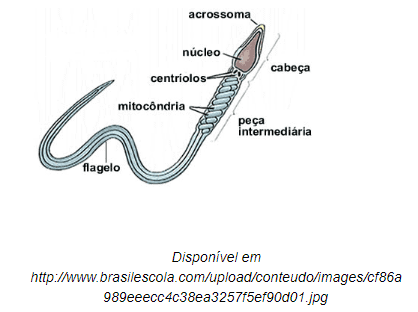 acrossoma
núcleo
cabeça
centríolos
mitocôndria
peça
intermediária
flagelo
Disponível em
http://www.brasilescola.com/upload/conteudo/images/cf86a
989eeecc4c38ea3257f5ef90d01.jpg